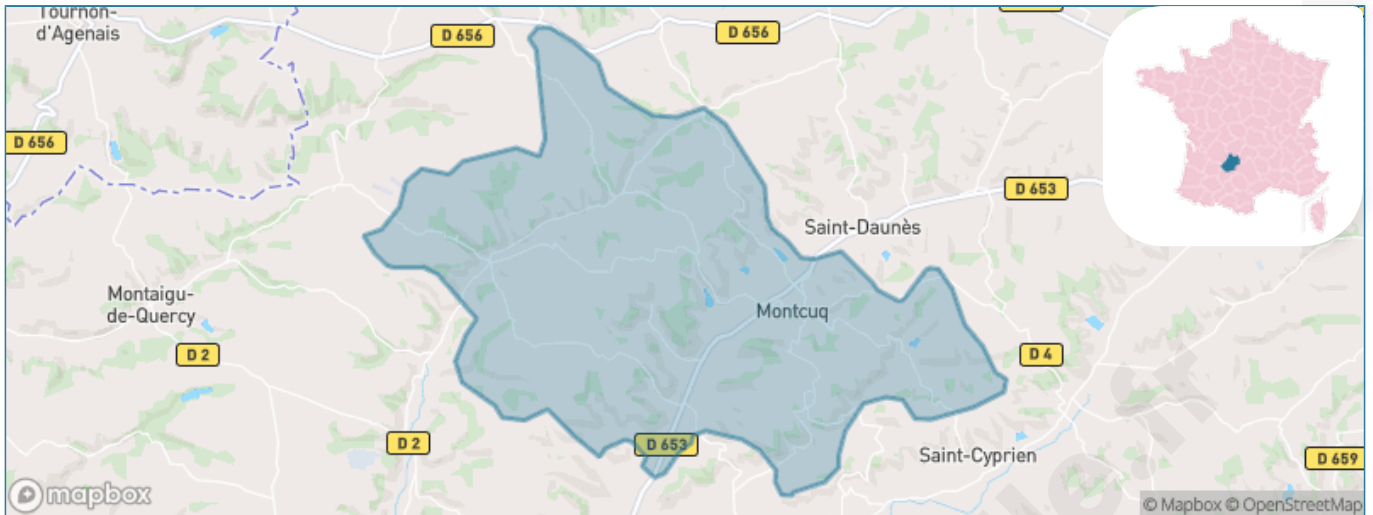 Tournon-
d'Agenais
D 656
D 656
D 656
D 653
Saint-Daunès
Montaigu-
de-Quercy
Montcuq
D 2
D 4
D 2
D 653
Saint-Cyprien
D 659
mapbox
© Mapbox © OpenStreetMap